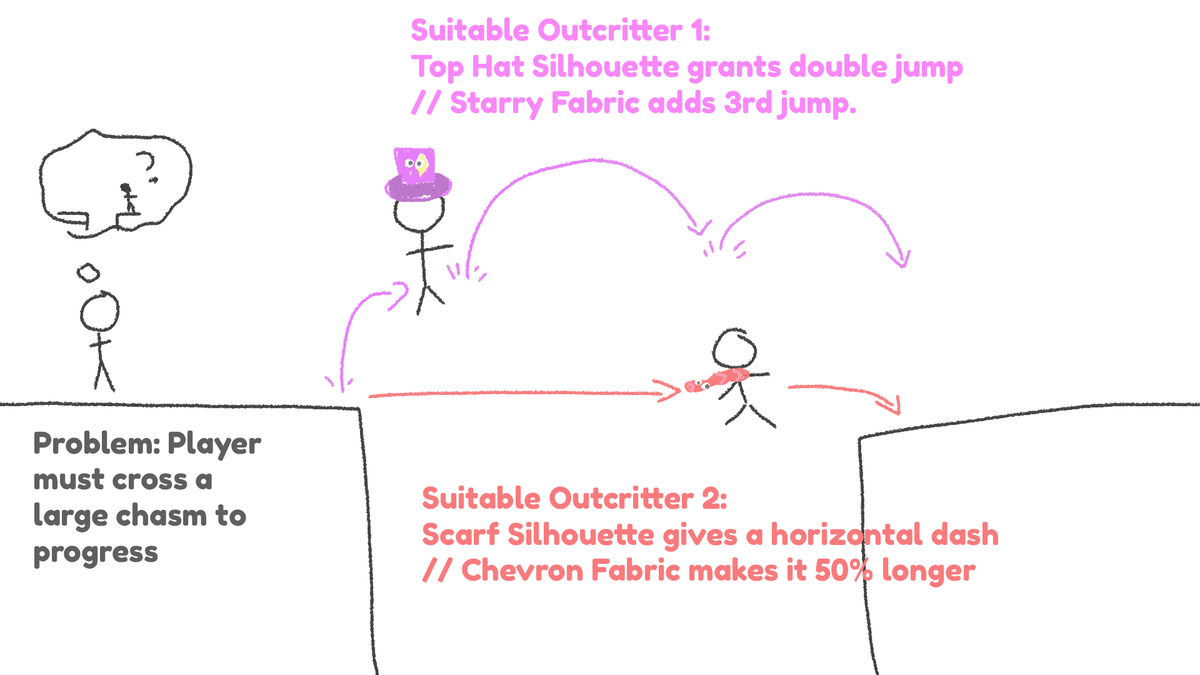 Suitable Outcritter 1:
Top Hat Silhouette grants double jump
// Starry Fabric adds 3rd jump.
Problem: Player
must cross a
large chasm to
progress
Suitable Outcritter 2:
Scarf Silhouette gives a horizontal dash
// Chevron Fabric makes it 50% longer